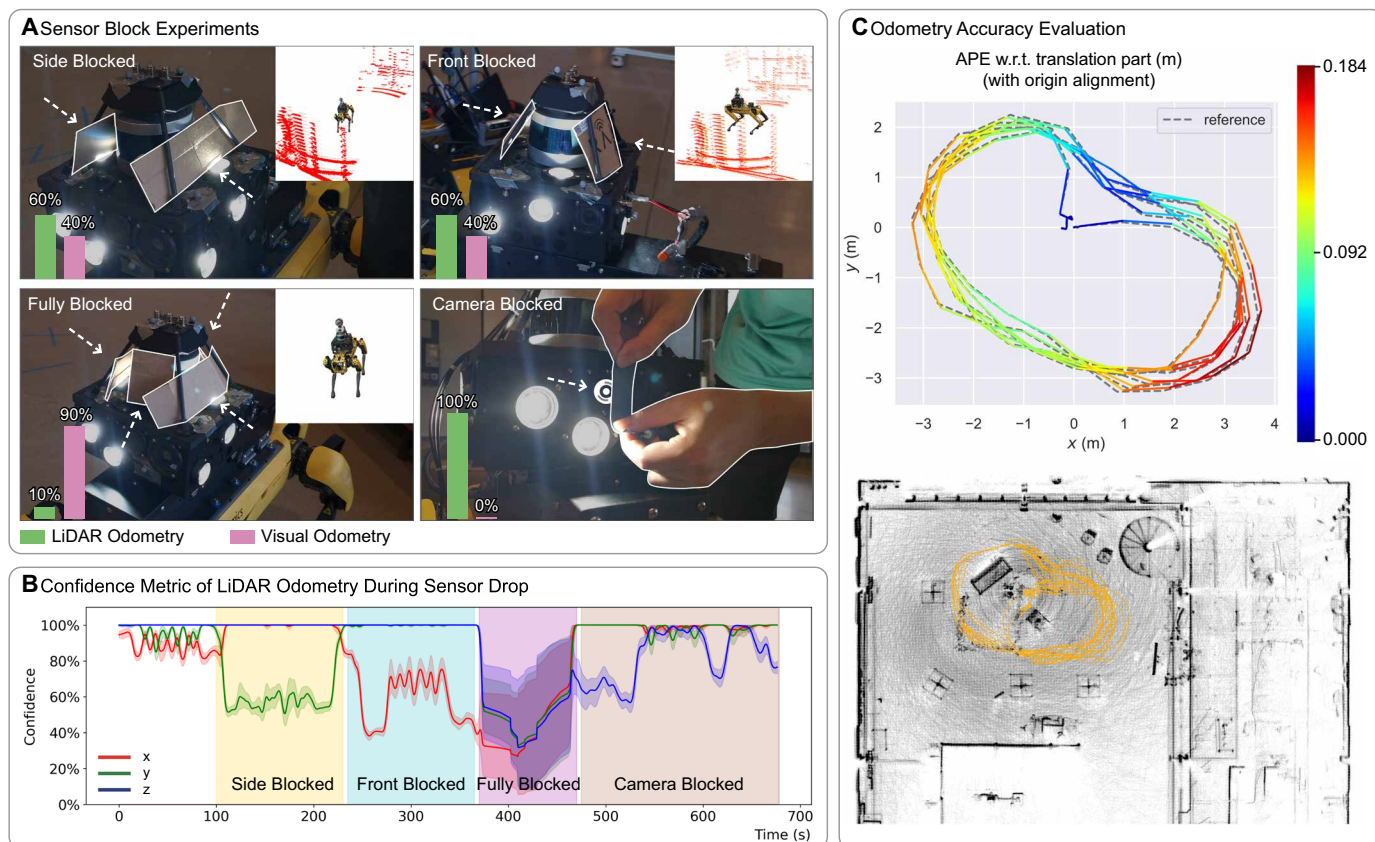 A Sensor Block Experiments
Side Blocked
60%
40%
Front Blocked
60%
40%
Fully Blocked
10%
90%
Camera Blocked
100%
0%
LiDAR Odometry
Visual Odometry
B Confidence Metric of LiDAR Odometry During Sensor Drop
Confidence
100%
80%
60%
40%
20%
0%
x
y
z
Side Blocked
Front Blocked
Fully Blocked
Camera Blocked
0 100 200 300 400 500 600 700
Time (s)
C Odometry Accuracy Evaluation
APE w.r.t. translation part (m)
(with origin alignment)
reference
y (m)
2
1
0
−1
−2
−3
−3 −2 −1 0 1 2 3 4
x (m)
0.184
0.092
0.000